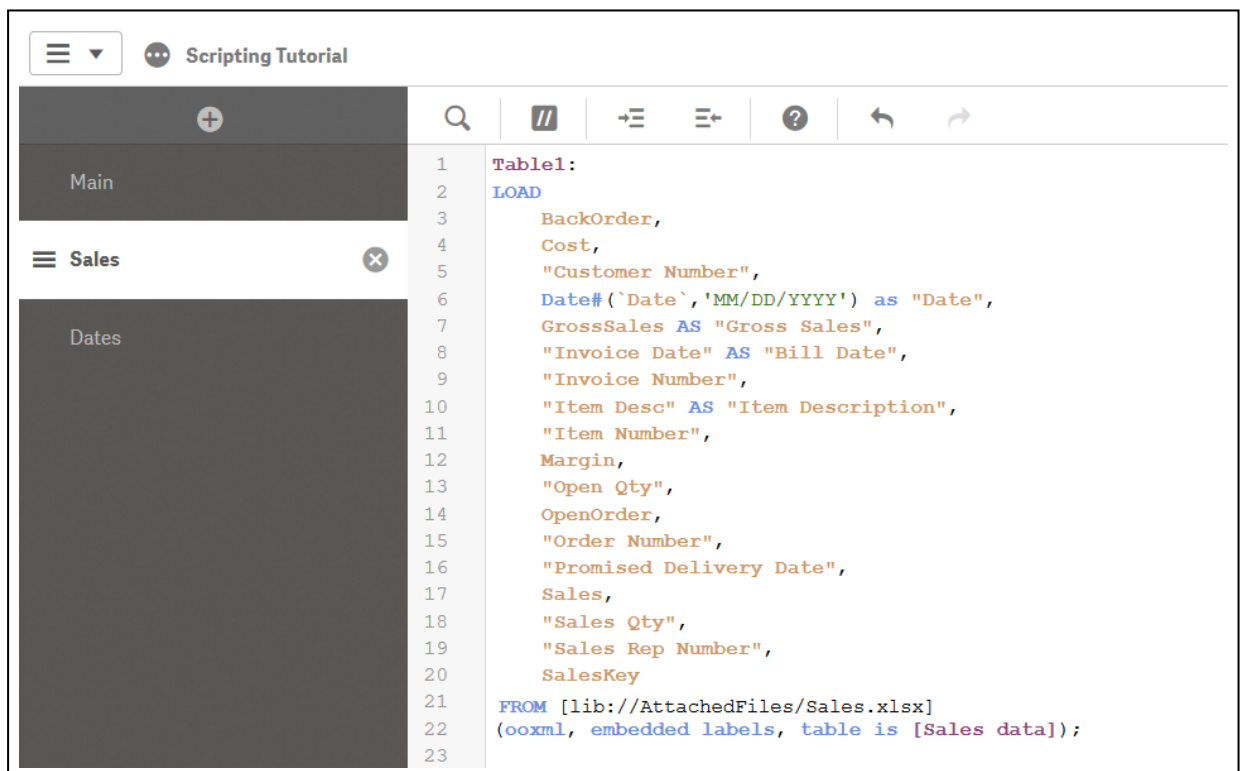 Scripting Tutorial
Main
Sales
Dates
//
?
1 Table1:
2 LOAD
3 BackOrder,
4 Cost,
5 "Customer Number",
6 Date#(`Date`,'MM/DD/YYYY') as "Date",
7 GrossSales AS "Gross Sales",
8 "Invoice Date" AS "Bill Date",
9 "Invoice Number",
10 "Item Desc" AS "Item Description",
11 "Item Number",
12 Margin,
13 "Open Qty",
14 OpenOrder,
15 "Order Number",
16 "Promised Delivery Date",
17 Sales,
18 "Sales Qty",
19 "Sales Rep Number",
20 SalesKey
21 FROM [lib://AttachedFiles/Sales.xlsx]
22 (ooxml, embedded labels, table is [Sales data]);
23